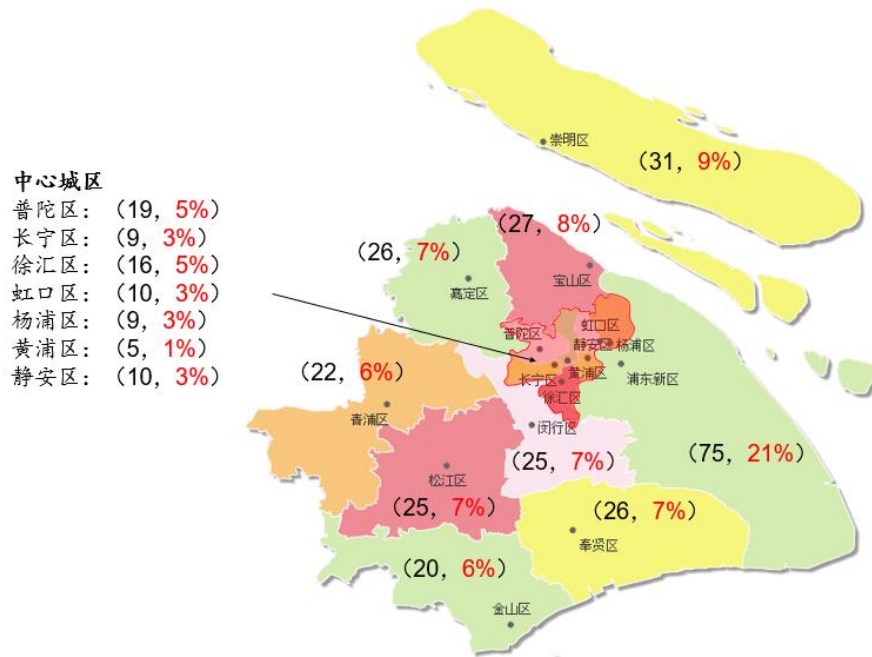 崇明区
（31，9%）
中心城区
普陀区：（19，5%）
长宁区：（9，3%）
徐汇区：（16，5%）
虹口区：（10，3%）
杨浦区：（9，3%）
黄浦区：（5，1%）
静安区：（10，3%）
（27，8%）
（26，7%）
宝山区
嘉定区
虹口区
普陀区
静安区
杨浦区
长宁区
黄浦区
浦东新区
徐汇区
（22，6%）
青浦区
闵行区
（75，21%）
（25，7%）
松江区
（25，7%）
（26，7%）
奉贤区
（20，6%）
金山区